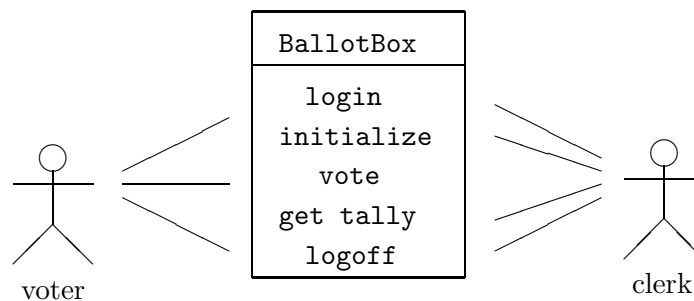 BallotBox
login
initialize
vote
get tally
logoff
voter
clerk